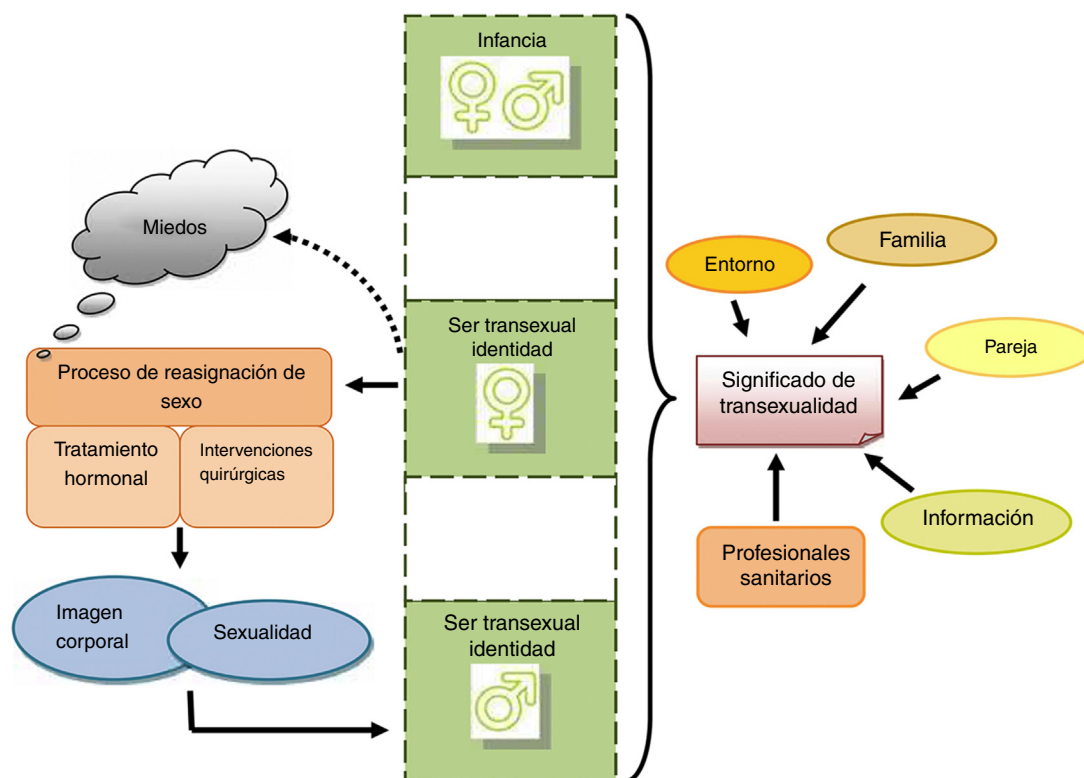 Infancia
Miedos
Ser transexual
identidad
Proceso de reasignación de
sexo
Tratamiento
hormonal
Intervenciones
quirúrgicas
Imagen
corporal
Sexualidad
Ser transexual
identidad
Entorno
Familia
Pareja
Significado de
transexualidad
Información
Profesionales
sanitarios